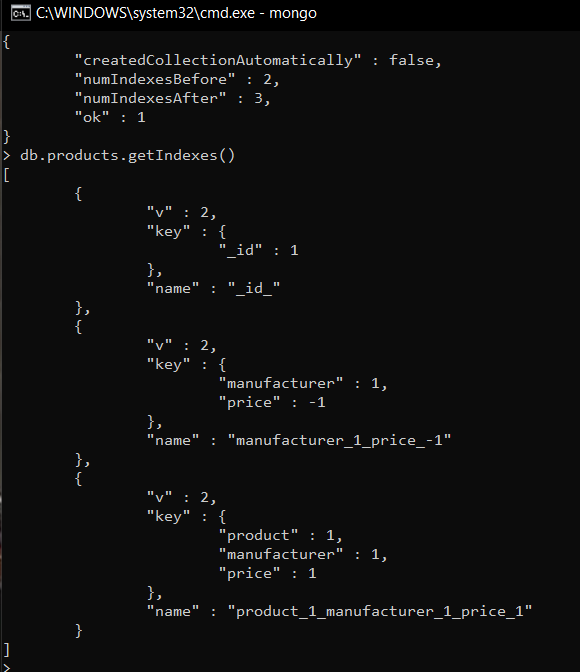 C:\WINDOWS\system32\cmd.exe - mongo
{
        "createdCollectionAutomatically" : false,
        "numIndexesBefore" : 2,
        "numIndexesAfter" : 3,
        "ok" : 1
}
> db.products.getIndexes()
[
        {
                "v" : 2,
                "key" : {
                        "_id" : 1
                },
                "name" : "_id_"
        },
        {
                "v" : 2,
                "key" : {
                        "manufacturer" : 1,
                        "price" : -1
                },
                "name" : "manufacturer_1_price_-1"
        },
        {
                "v" : 2,
                "key" : {
                        "product" : 1,
                        "manufacturer" : 1,
                        "price" : 1
                },
                "name" : "product_1_manufacturer_1_price_1"
        }
]
>